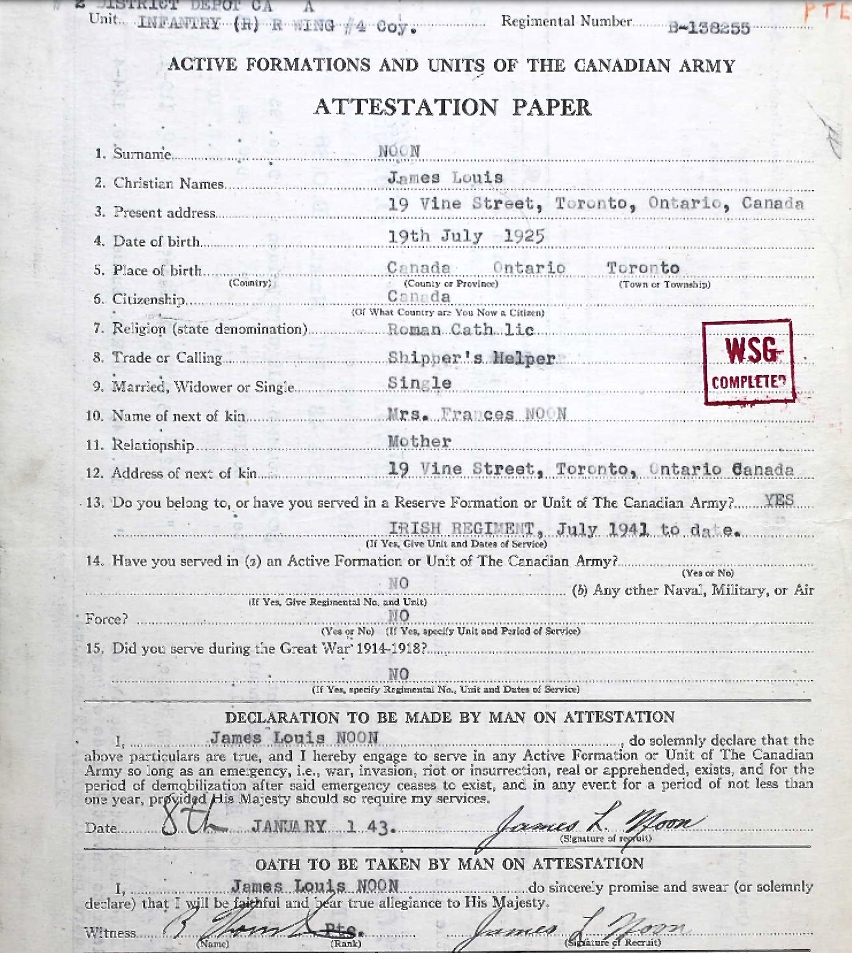 # 2 DISTRICT DEPOT CA A
Unit INFANTRY (R) R WING #4 Coy. Regimental Number B-138255 PTE
ACTIVE FORMATIONS AND UNITS OF THE CANADIAN ARMY
ATTESTATION PAPER
1. Surname NOON
2. Christian Names James Louis
3. Present address 19 Vine Street, Toronto, Ontario, Canada
4. Date of birth 19th July 1925
5. Place of birth Canada Ontario Toronto
(Country) (County or Province) (Town or Township)
6. Citizenship Canada
(Of What Country are You Now a Citizen)
7. Religion (state denomination) Roman Cath lic
8. Trade or Calling Shipper's Helper
9. Married, Widower or Single Single
WSG
COMPLETED
10. Name of next of kin Mrs. Frances NOON
11. Relationship Mother
12. Address of next of kin 19 Vine Street, Toronto, Ontario Canada
13. Do you belong to, or have you served in a Reserve Formation or Unit of The Canadian Army? YES
IRISH REGIMENT, July 1941 to date.
(If Yes, Give Unit and Dates of Service)
14. Have you served in (a) an Active Formation or Unit of The Canadian Army?
(Yes or No)
NO (b) Any other Naval, Military, or Air
(If Yes, Give Regimental No. and Unit)
Force? NO
(Yes or No) (If Yes, specify Unit and Period of Service)
15. Did you serve during the Great War 1914-1918?
NO
(If Yes, specify Regimental No., Unit and Dates of Service)
DECLARATION TO BE MADE BY MAN ON ATTESTATION
I, James Louis NOON, do solemnly declare that the
above particulars are true, and I hereby engage to serve in any Active Formation or Unit of The Canadian
Army so long as an emergency, i.e., war, invasion, riot or insurrection, real or apprehended, exists, and for the
period of demobilization after said emergency ceases to exist, and in any event for a period of not less than
one year, provided His Majesty should so require my services.
Date 8th JANUARY 1 43. James L. Noon
(Signature of recruit)
OATH TO BE TAKEN BY MAN ON ATTESTATION
I, James Louis NOON do sincerely promise and swear (or solemnly
declare) that I will be faithful and bear true allegiance to His Majesty.
Witness Pte. James L Noon
(Name) (Rank) (Signature of Recruit)